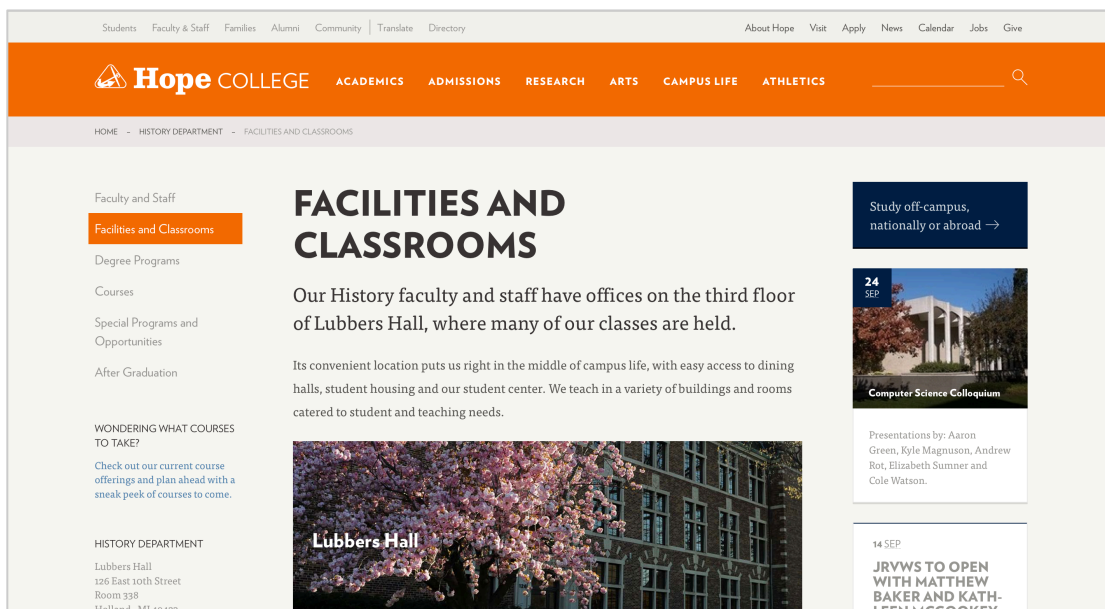 Students Faculty & Staff Families Alumni Community Translate Directory
About Hope Visit Apply News Calendar Jobs Give
Hope COLLEGE
ACADEMICS ADMISSIONS RESEARCH ARTS CAMPUS LIFE ATHLETICS
HOME – HISTORY DEPARTMENT – FACILITIES AND CLASSROOMS
Faculty and Staff
Facilities and Classrooms
Degree Programs
Courses
Special Programs and
Opportunities
After Graduation
WONDERING WHAT COURSES
TO TAKE?
Check out our current course
offerings and plan ahead with a
sneak peek of courses to come.
HISTORY DEPARTMENT
Lubbers Hall
126 East 10th Street
Room 338
FACILITIES AND
CLASSROOMS
Our History faculty and staff have offices on the third floor
of Lubbers Hall, where many of our classes are held.
Its convenient location puts us right in the middle of campus life, with easy access to dining
halls, student housing and our student center. We teach in a variety of buildings and rooms
catered to student and teaching needs.
Lubbers Hall
Study off-campus,
nationally or abroad →
24
SEP
Computer Science Colloquium
Presentations by: Aaron
Green, Kyle Magnuson, Andrew
Rot, Elizabeth Sumner and
Cole Watson.
14 SEP
JRVWS TO OPEN
WITH MATTHEW
BAKER AND KATH-